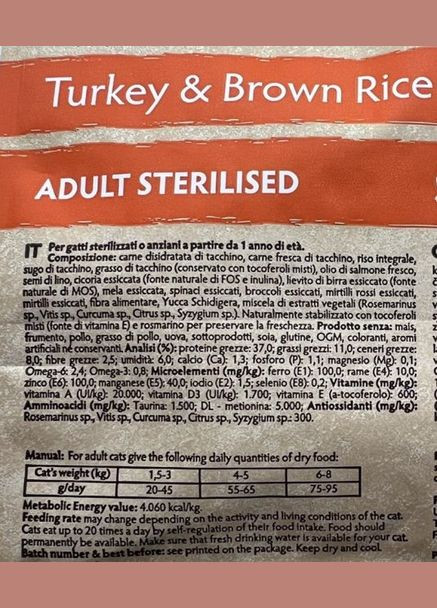 Turkey & Brown Rice
ADULT STERILISED
IT Per gatti sterilizzati o anziani a partire da 1 anno di età.
Composizione: carne disidratata di tacchino, carne fresca di tacchino, riso integrale,
sugo di tacchino, grasso di tacchino (conservato con tocoferoli misti), olio di salmone fresco,
semi di lino, cicoria essiccata (fonte naturale di FOS e inulina), lievito di birra essiccato (fonte
naturale di MOS), mela essiccata, spinaci essiccati, broccoli essiccati, mirtilli rossi essiccati,
mirtilli essiccati, fibra alimentare, Yucca Schidigera, miscela di estratti vegetali (Rosemarinus
sp., Vitis sp., Curcuma sp., Citrus sp., Syzygium sp.). Naturalmente stabilizzato con tocoferoli
misti (fonte di vitamina E) e rosmarino per preservare la freschezza. Prodotto senza: mais,
frumento, pollo, grasso di pollo, uova, sottoprodotti, soia, glutine, OGM, coloranti, aromi
artificiali né conservanti. Analisi (%): proteine grezze: 37,0; grassi grezzi: 11,0; ceneri grezze:
8,0; fibre grezze: 2,5; umidità: 6,0; calcio (Ca): 1,3; fosforo (P): 1,1; magnesio (Mg): 0,1;
Omega-6: 2,4; Omega-3: 0,8; Microelementi (mg/kg): ferro (E1): 100,0; rame (E4): 10,0;
zinco (E6): 100,0; manganese (E5): 40,0; iodio (E2): 1,5; selenio (E8): 0,2; Vitamine (mg/kg):
vitamina A (UI/kg): 20.000; vitamina D3 (UI/kg): 1.700; vitamina E (a-tocoferolo): 600;
Amminoacidi (mg/kg): Taurina: 1.500; DL - metionina: 5.000; Antiossidanti (mg/kg):
Rosemarinus sp., Vitis sp., Curcuma sp., Citrus sp., Syzygium sp.: 300.
Manual: For adult cats give the following daily quantities of dry food:
Cat's weight (kg) 1,5-3 4-5 6-8
g/day 20-45 55-65 75-95
Metabolic Energy value: 4.060 kcal/kg.
Feeding rate may change depending on the activity and living conditions of the cat.
Cats eat up to 20 times a day by self-regulation of their food intake. Food should
permanently be available. Make sure that fresh drinking water is available for your cat.
Batch number & best before: see printed on the package. Keep dry and cool.